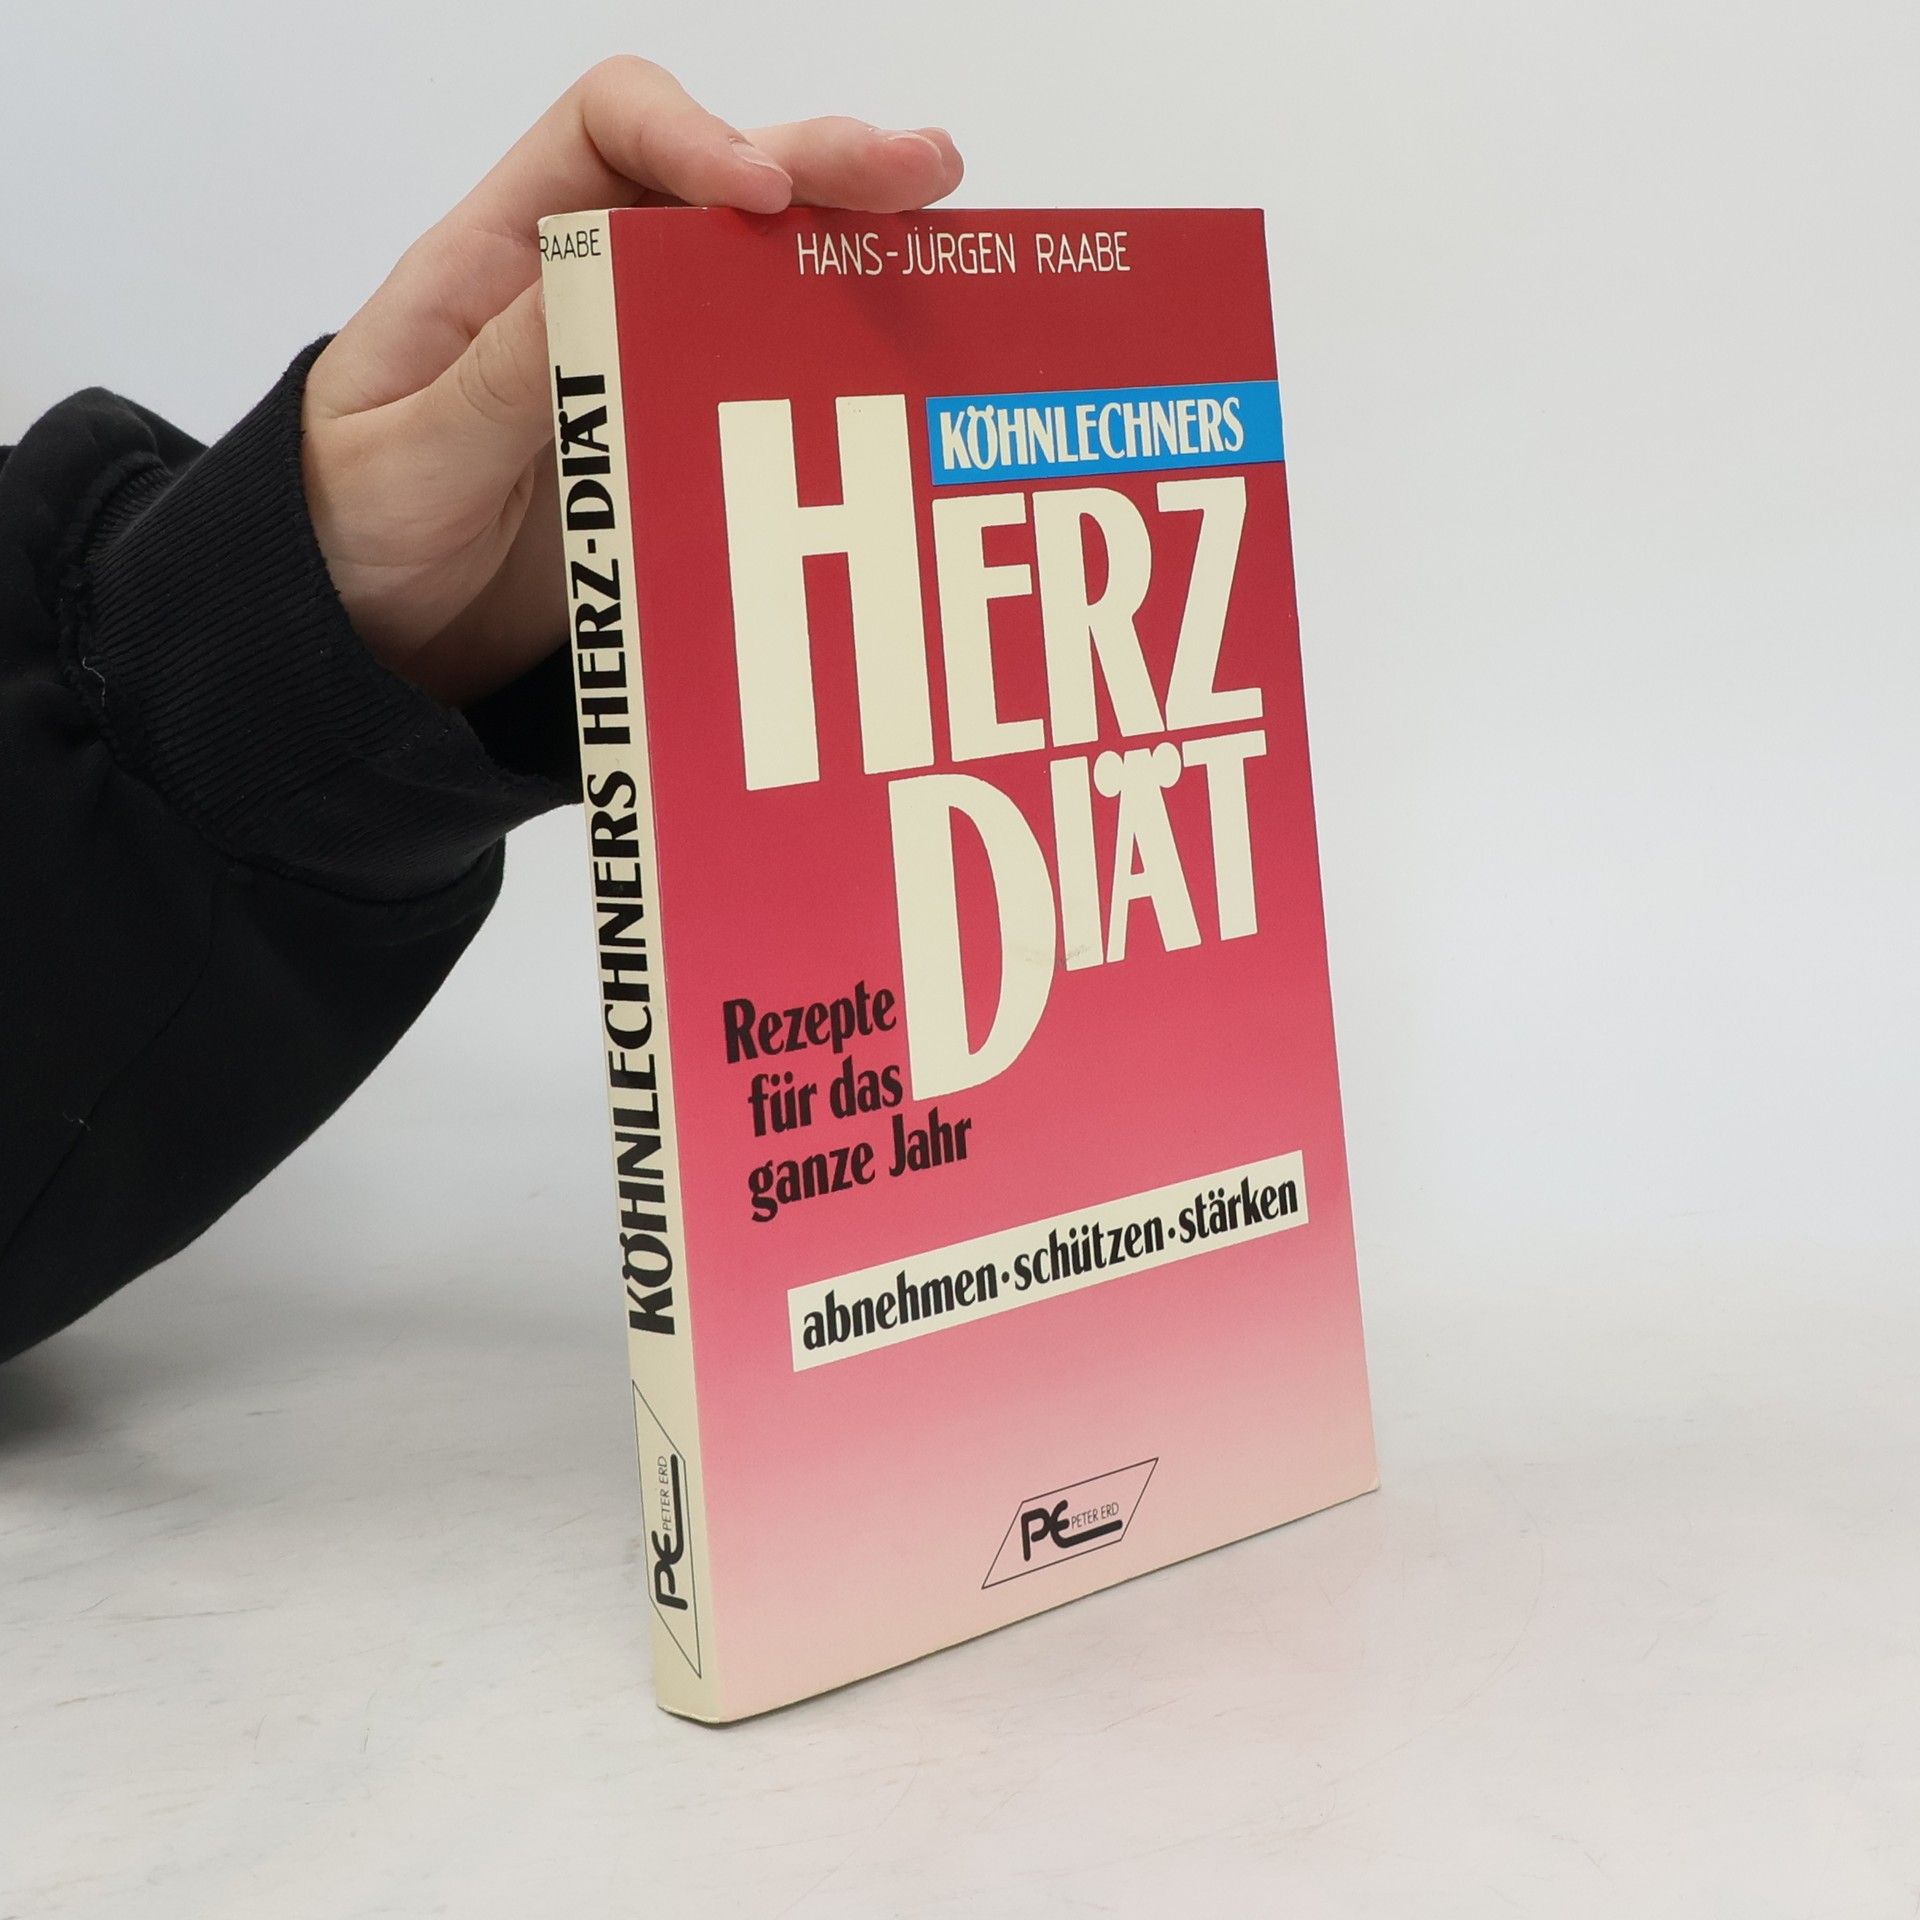 RAABE
KÖHNLECHNERS HERZ-DIÄT
PE PETER ERD
HANS-JÜRGEN RAABE
KÖHNLECHNERS
HERZ
DIÄT
Rezepte
für das
ganze Jahr
abnehmen·schützen·stärken
PE PETER ERD